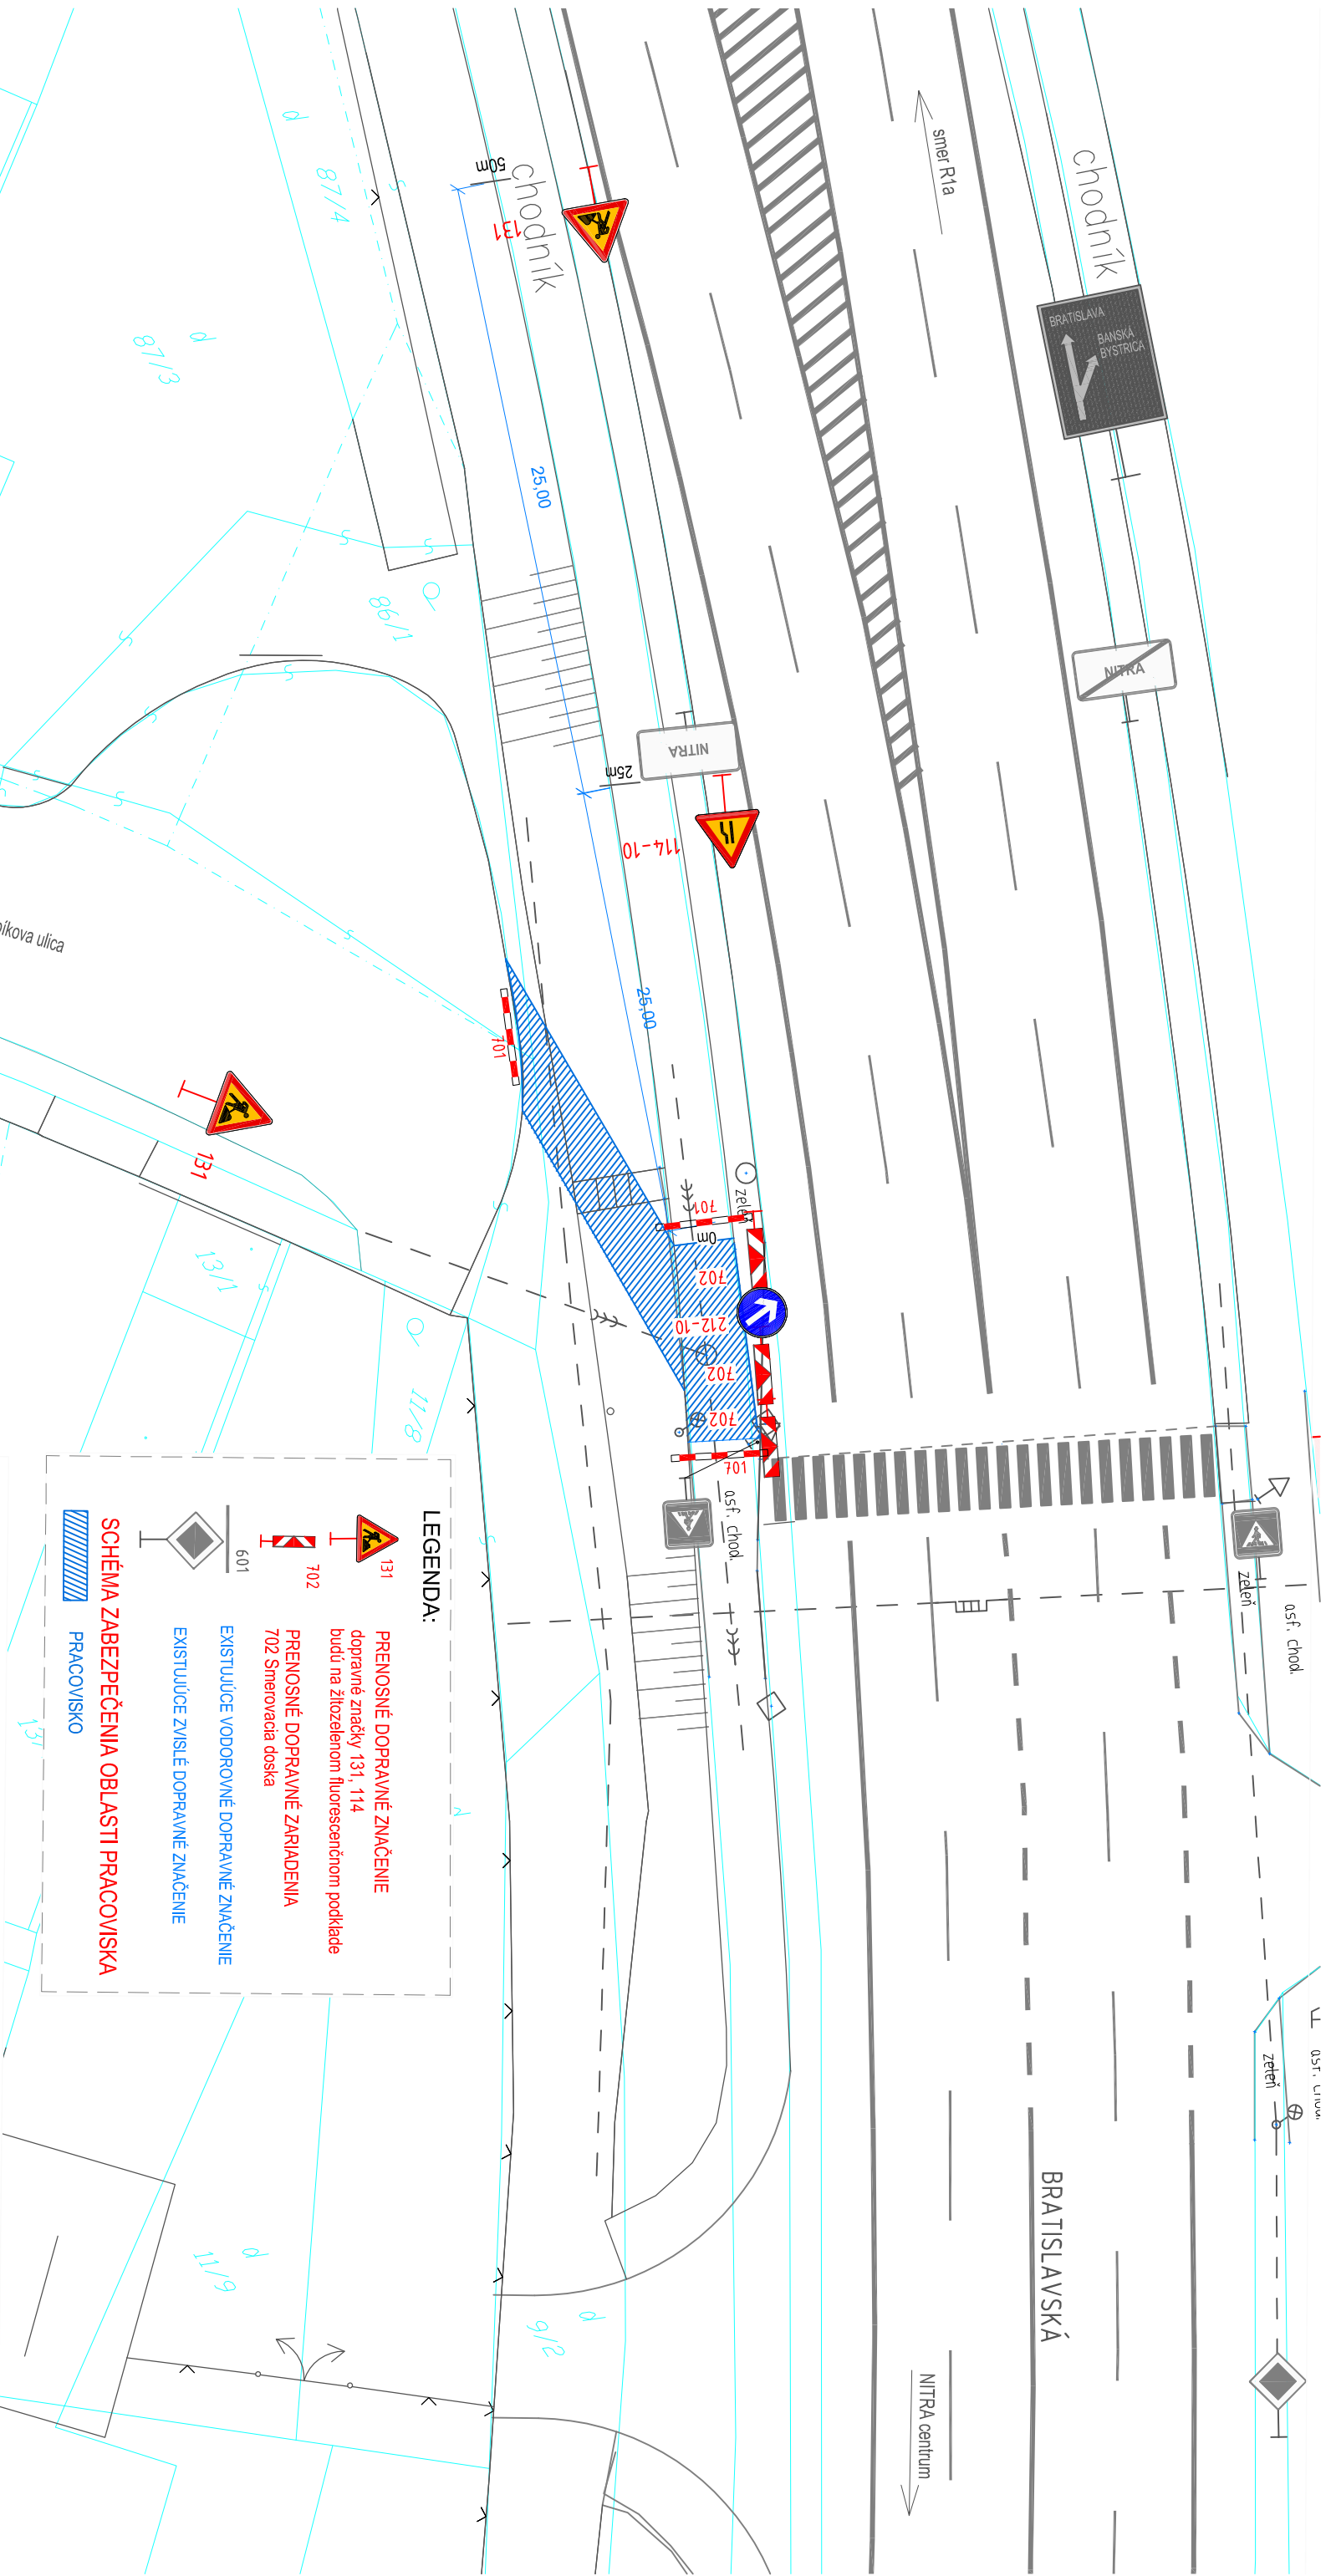 chodník
BRATISLAVA
BANSKÁ
BYSTRICA
smer R1a
NITRA
chodník
50m
131
25,00
NITRA
25m
114-10
25,00
d
87/4
d
87/3
86/1
701
131
zeleň
701
0m
702
212-10
702
702
701
asf. chod.
zeleň
asf. chod.
zeleň
BRATISLAVSKÁ
NITRA centrum
13/1
11/8
d
11/9
d
9/2
LEGENDA:
131
PRENOSNÉ DOPRAVNÉ ZNAČENIE
dopravné značky 131, 114
budú na žltozelenom fluorescenčnom podklade
702
PRENOSNÉ DOPRAVNÉ ZARIADENIA
702 Smerovacia doska
601
EXISTUJÚCE VODOROVNÉ DOPRAVNÉ ZNAČENIE
EXISTUJÚCE ZVISLÉ DOPRAVNÉ ZNAČENIE
SCHÉMA ZABEZPEČENIA OBLASTI PRACOVISKA
PRACOVISKO